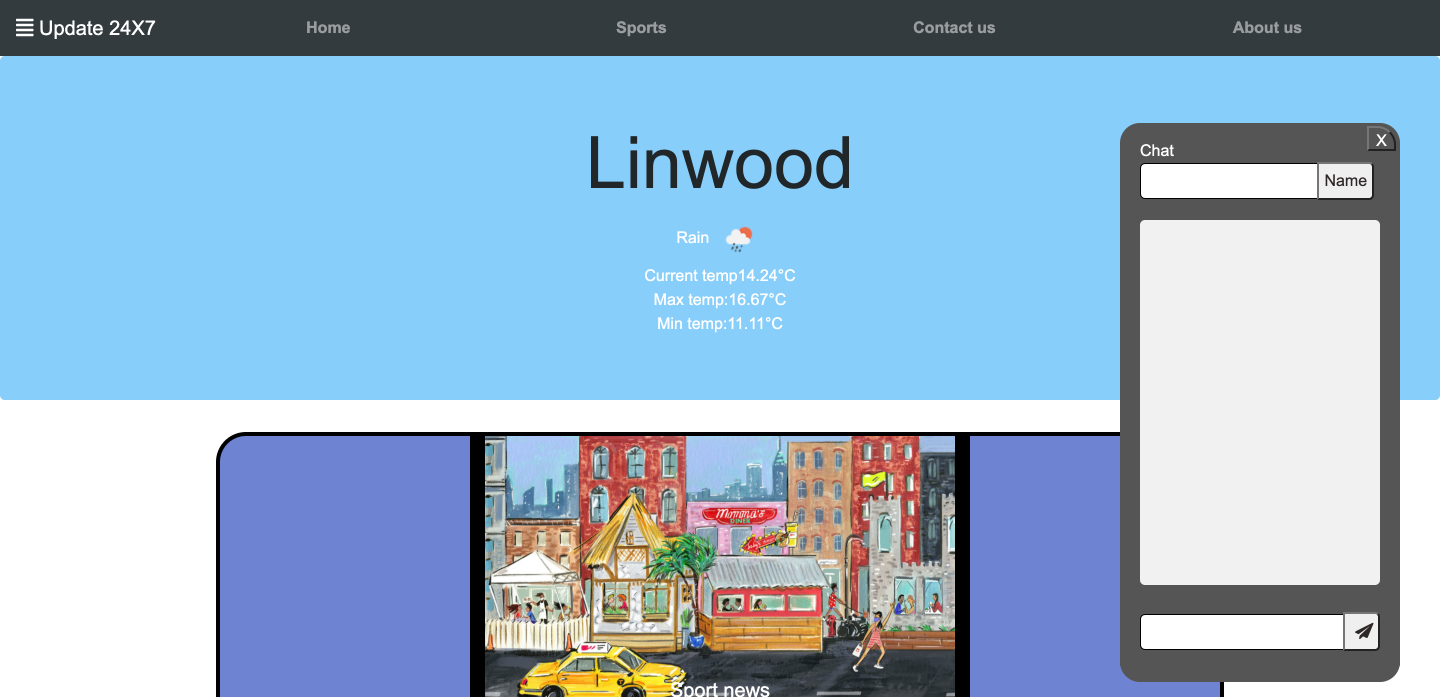 Update 24X7
Home
Sports
Contact us
About us
Linwood
Rain
Current temp14.24°C
Max temp:16.67°C
Min temp:11.11°C
X
Chat
Name
Momma's
DINER
Sport news